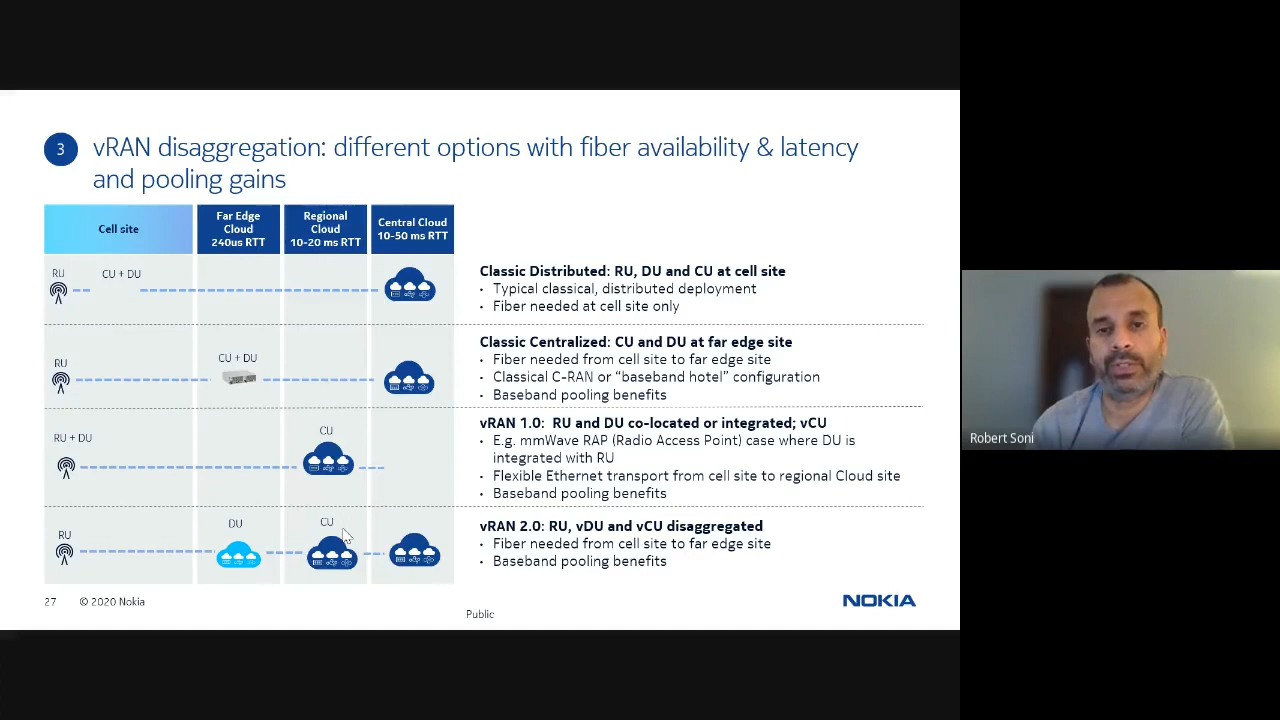 3
vRAN disaggregation: different options with fiber availability & latency
and pooling gains
Cell site
Far Edge
Cloud
240us RTT
Regional
Cloud
10-20 ms RTT
Central Cloud
10-50 ms RTT
RU
CU + DU
Classic Distributed: RU, DU and CU at cell site
• Typical classical, distributed deployment
• Fiber needed at cell site only
RU
CU + DU
Classic Centralized: CU and DU at far edge site
• Fiber needed from cell site to far edge site
• Classical C-RAN or “baseband hotel” configuration
• Baseband pooling benefits
RU + DU
CU
vRAN 1.0: RU and DU co-located or integrated; vCU
• E.g. mmWave RAP (Radio Access Point) case where DU is
integrated with RU
• Flexible Ethernet transport from cell site to regional Cloud site
• Baseband pooling benefits
RU
DU
CU
vRAN 2.0: RU, vDU and vCU disaggregated
• Fiber needed from cell site to far edge site
• Baseband pooling benefits
27 © 2020 Nokia
Public
NOKIA
Robert Soni